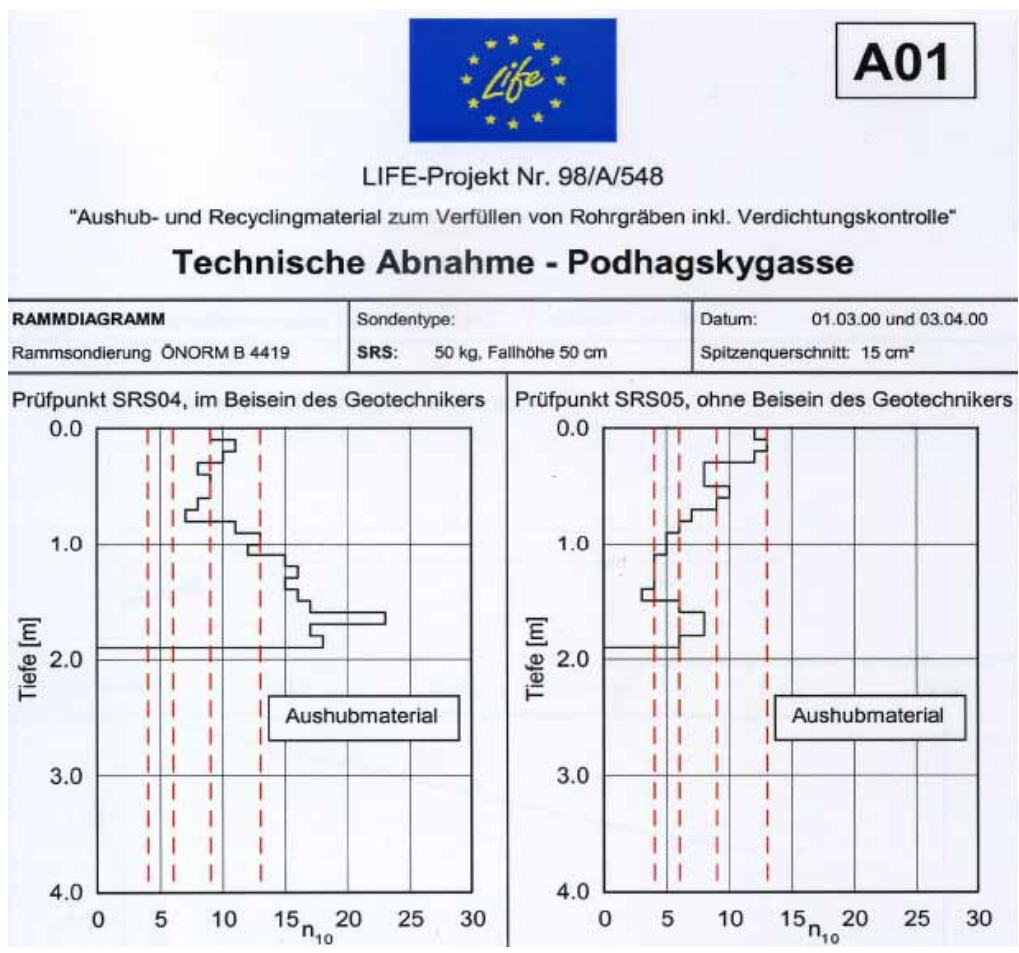 Life
A01
LIFE-Projekt Nr. 98/A/548
"Aushub- und Recyclingmaterial zum Verfüllen von Rohrgräben inkl. Verdichtungskontrolle"
Technische Abnahme - Podhagskygasse
RAMMDIAGRAMM
Rammsondierung ÖNORM B 4419
Sondentype:
SRS: 50 kg, Fallhöhe 50 cm
Datum: 01.03.00 und 03.04.00
Spitzenquerschnitt: 15 cm²
Prüfpunkt SRS04, im Beisein des Geotechnikers
0.0
1.0
2.0
3.0
4.0
Tiefe [m]
Aushubmaterial
0 5 10 15 20 25 30
n₁₀
Prüfpunkt SRS05, ohne Beisein des Geotechnikers
0.0
1.0
2.0
3.0
4.0
Tiefe [m]
Aushubmaterial
0 5 10 15 20 25 30
n₁₀